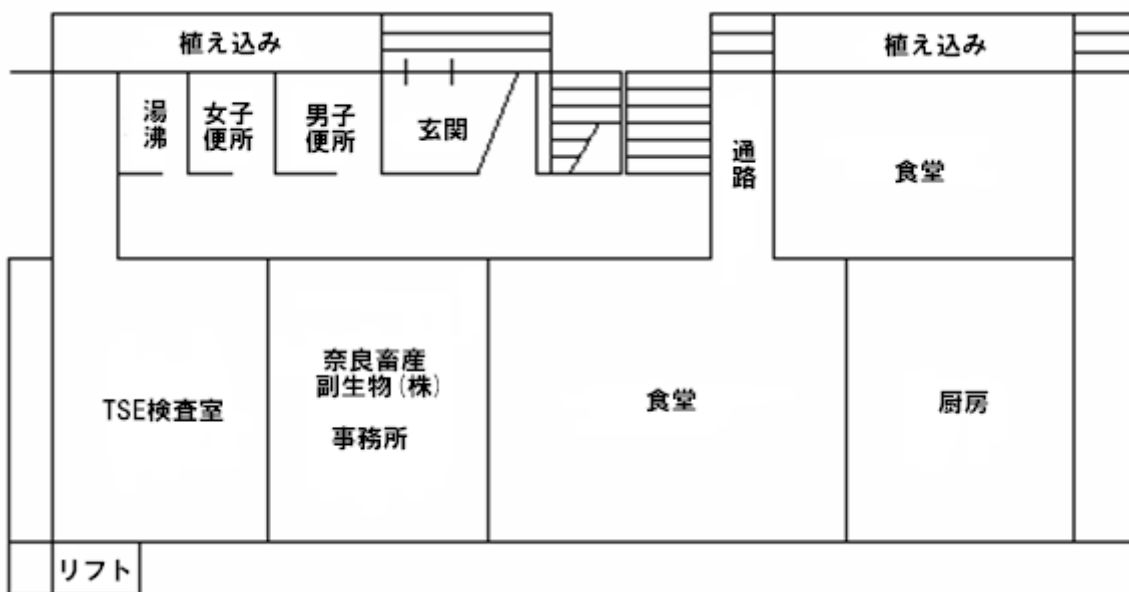 植え込み
植え込み
湯
沸
女子
便所
男子
便所
玄関
通
路
食堂
TSE検査室
奈良畜産
副生物(株)
事務所
食堂
厨房
リフト